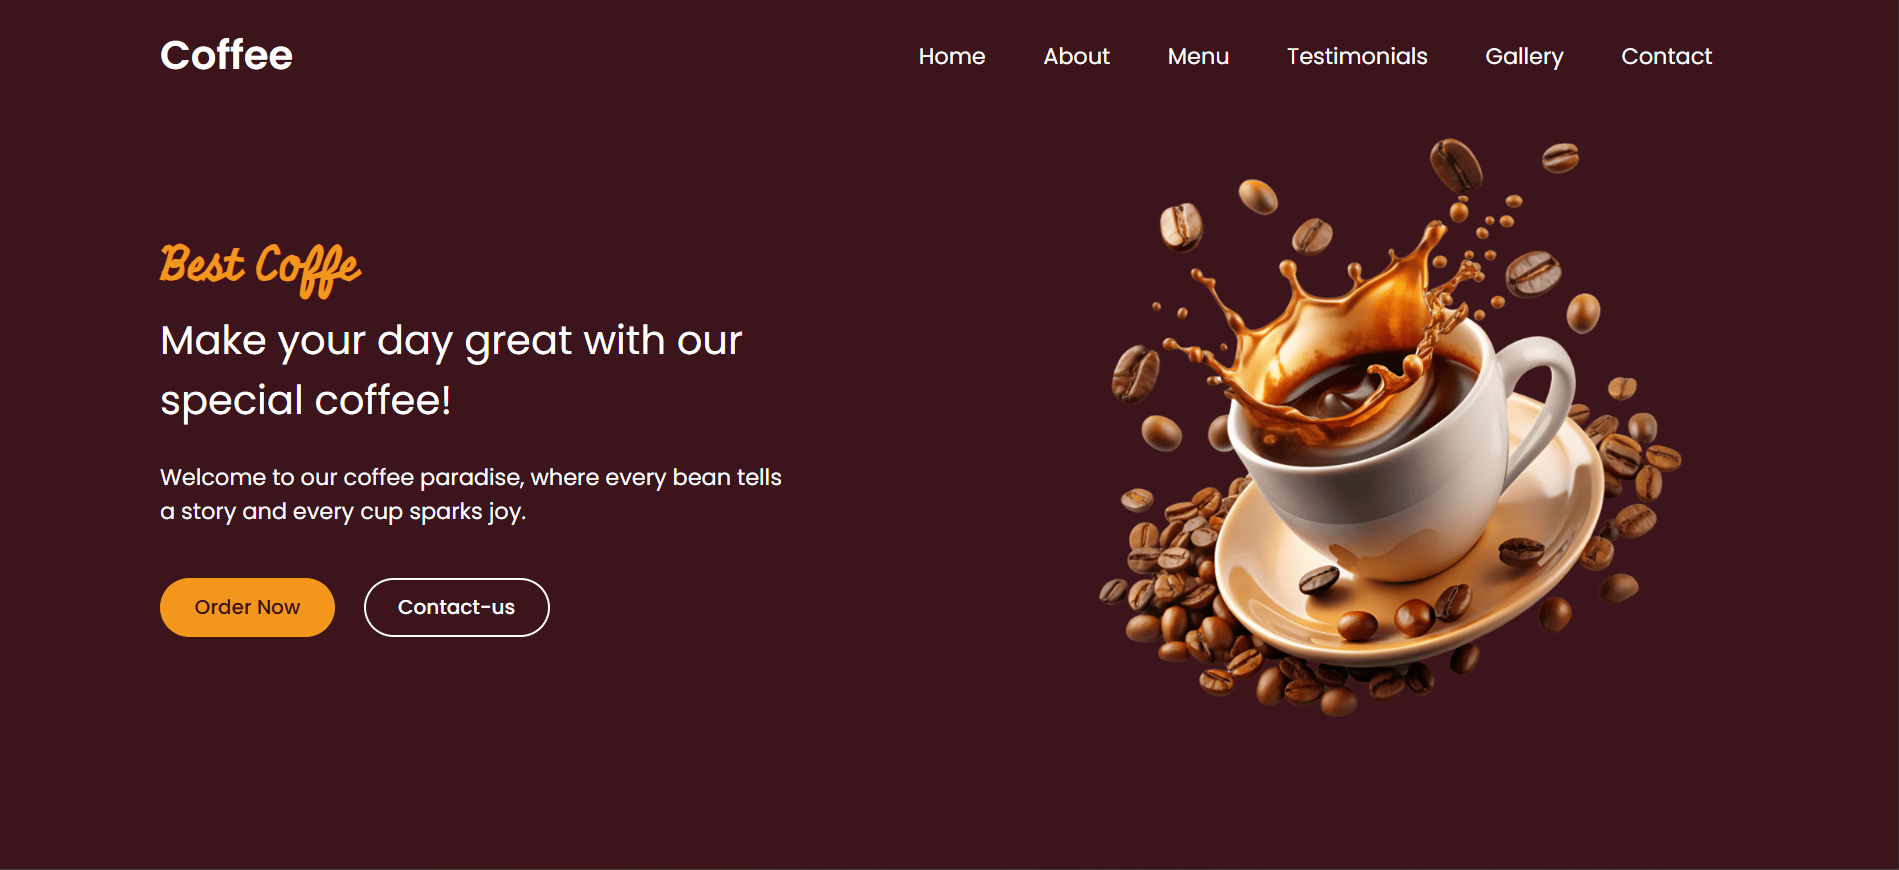 Coffee
Home About Menu Testimonials Gallery Contact
Best Coffe
Make your day great with our
special coffee!
Welcome to our coffee paradise, where every bean tells
a story and every cup sparks joy.
Order Now Contact-us